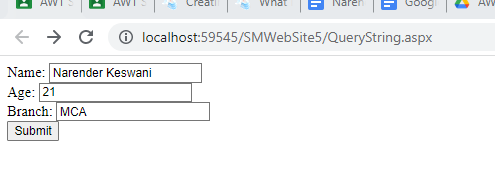 AWT S
AWT S
Creati
What
Naren
Googl
AW
localhost:59545/SMWebSite5/QueryString.aspx
Name: Narender Keswani
Age: 21
Branch: MCA
Submit